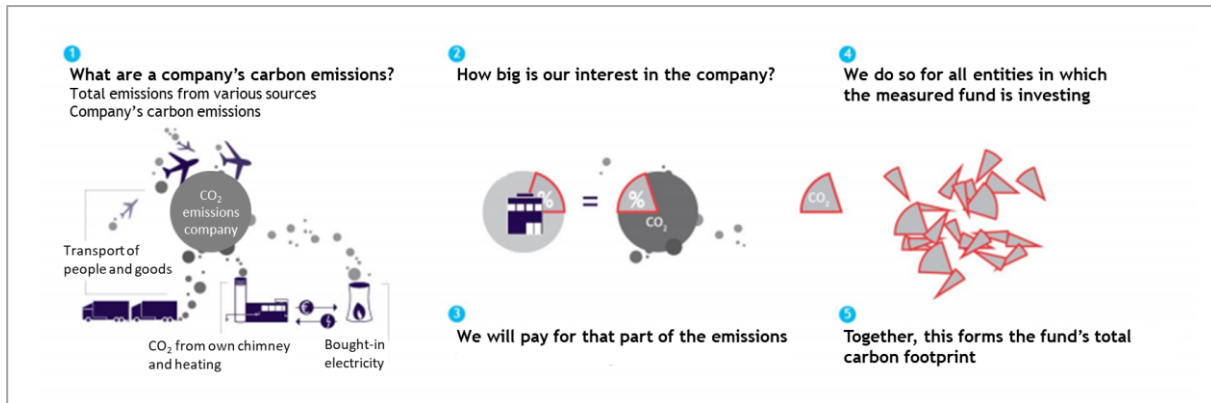 1
What are a company's carbon emissions?
Total emissions from various sources
Company's carbon emissions
CO₂
emissions
company
Transport of
people and goods
€
CO₂ from own chimney
and heating
Bought-in
electricity
2
How big is our interest in the company?
%
=
%
CO₂
3
We will pay for that part of the emissions
4
We do so for all entities in which
the measured fund is investing
CO₂
5
Together, this forms the fund's total
carbon footprint